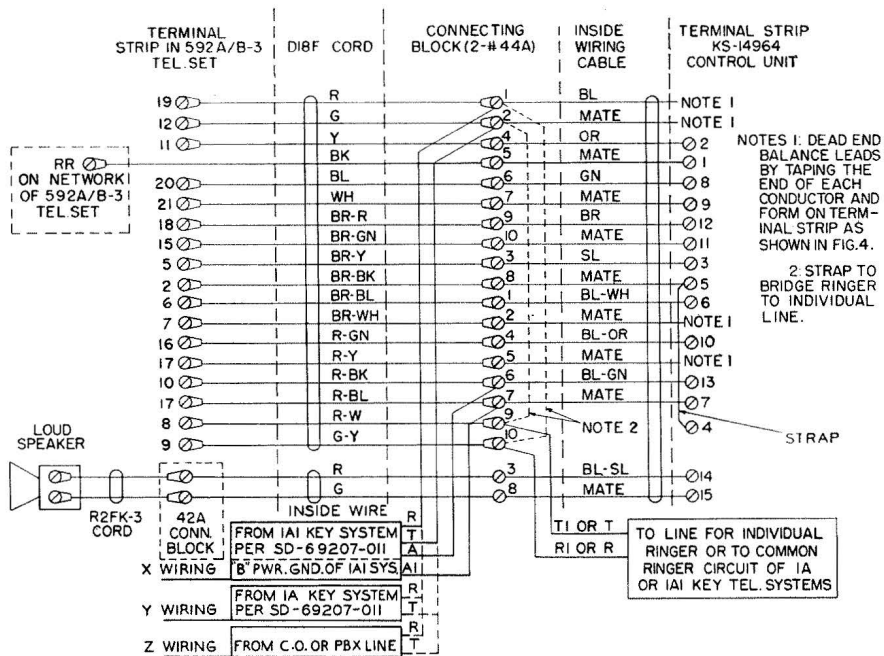 TERMINAL STRIP IN 592A/B-3 TEL. SET
D18F CORD
CONNECTING BLOCK (2-#44A)
INSIDE WIRING CABLE
TERMINAL STRIP KS-14964 CONTROL UNIT
19 R 1 BL NOTE 1
12 G 2 MATE NOTE 1
11 Y 4 OR 2
BK 5 MATE 1
20 BL 6 GN 8
21 WH 7 MATE 9
18 BR-R 9 BR 12
15 BR-GN 10 MATE 11
5 BR-Y 3 SL 3
2 BR-BK 8 MATE 5
6 BR-BL 1 BL-WH 6
7 BR-WH 2 MATE NOTE 1
16 R-GN 4 BL-OR 10
17 R-Y 5 MATE NOTE 1
10 R-BK 6 BL-GN 13
17 R-BL 7 MATE 7
8 R-W 9
4
9 G-Y 10
NOTE 2
STRAP
R 3 BL-SL 14
G 8 MATE 15
RR
ON NETWORK
OF 592A/B-3
TEL. SET
NOTES 1: DEAD END
BALANCE LEADS
BY TAPING THE
END OF EACH
CONDUCTOR AND
FORM ON TERM-
INAL STRIP AS
SHOWN IN FIG.4.
2: STRAP TO
BRIDGE RINGER
TO INDIVIDUAL
LINE.
LOUD
SPEAKER
R2FK-3
CORD
42A
CONN.
BLOCK
INSIDE WIRE
R
FROM 1A1 KEY SYSTEM T
PER SD-69207-011 A
X WIRING "B" PWR. GND. OF 1A1 SYS. A1
FROM 1A KEY SYSTEM R
Y WIRING PER SD-69207-011 T
R
Z WIRING FROM C.O. OR PBX LINE T
T1 OR T
R1 OR R
TO LINE FOR INDIVIDUAL
RINGER OR TO COMMON
RINGER CIRCUIT OF 1A
OR 1A1 KEY TEL. SYSTEMS